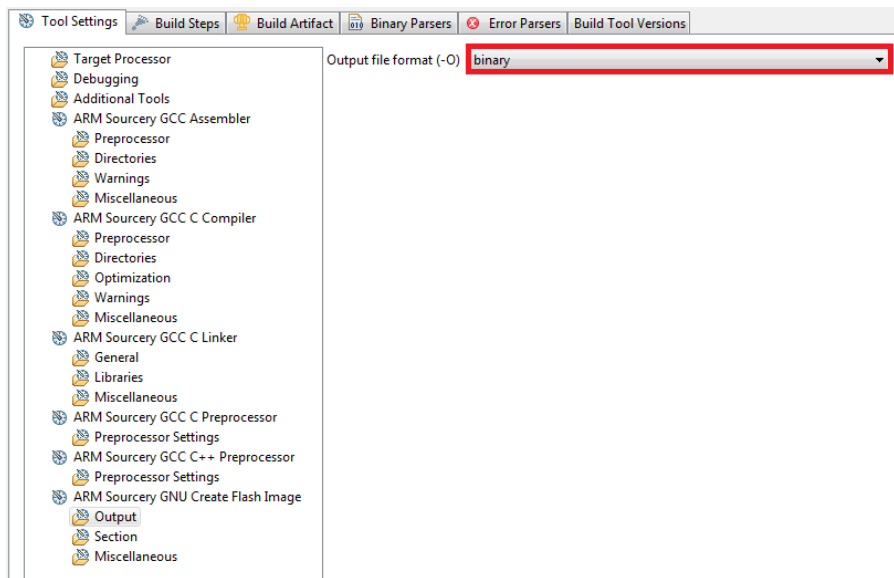 Tool Settings Build Steps Build Artifact Binary Parsers Error Parsers Build Tool Versions
Target Processor
Output file format (-O) binary
Debugging
Additional Tools
ARM Sourcery GCC Assembler
Preprocessor
Directories
Warnings
Miscellaneous
ARM Sourcery GCC C Compiler
Preprocessor
Directories
Optimization
Warnings
Miscellaneous
ARM Sourcery GCC C Linker
General
Libraries
Miscellaneous
ARM Sourcery GCC C Preprocessor
Preprocessor Settings
ARM Sourcery GCC C++ Preprocessor
Preprocessor Settings
ARM Sourcery GNU Create Flash Image
Output
Section
Miscellaneous